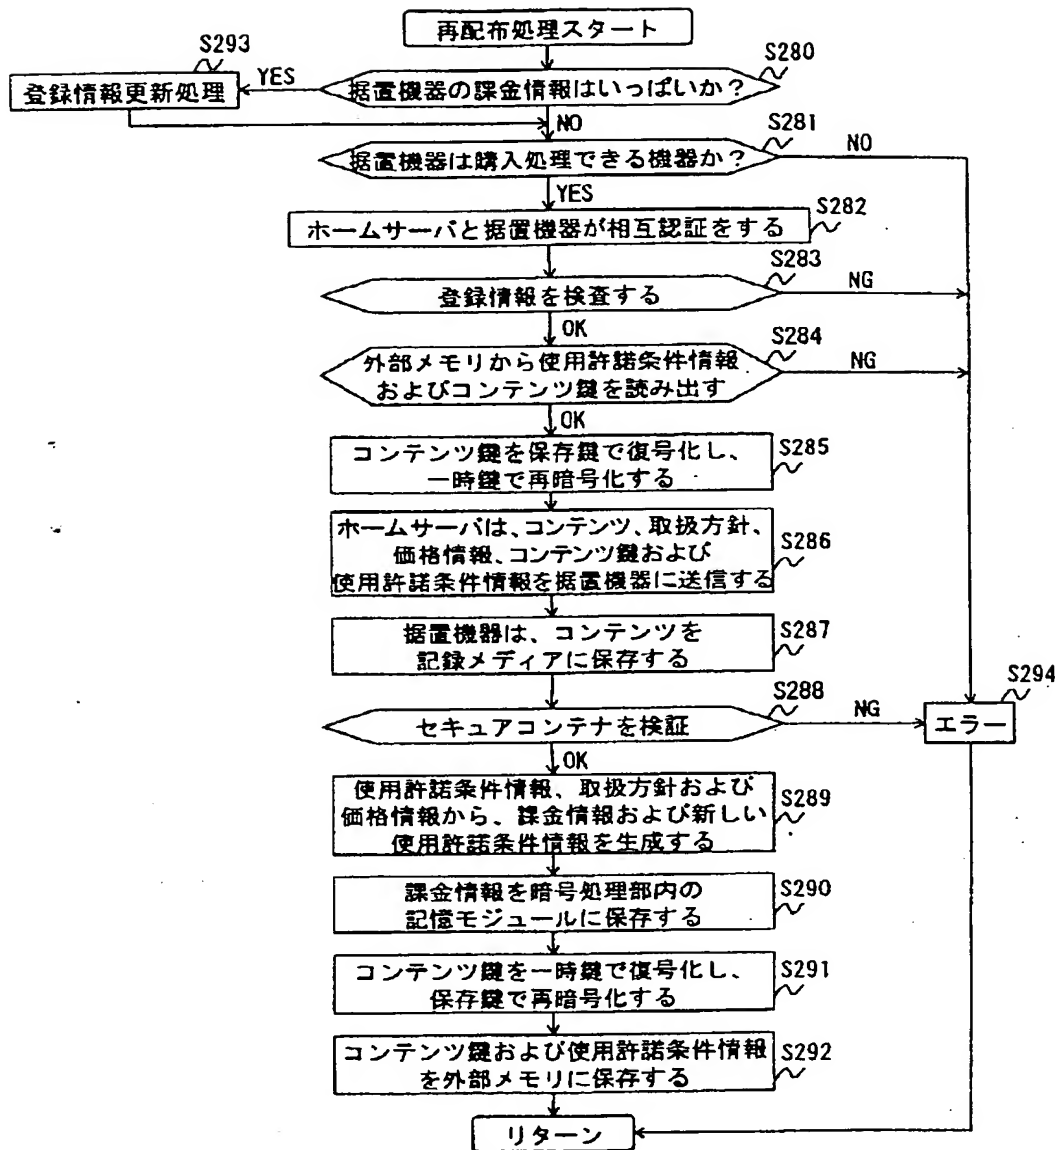 再配布処理スタート
S293
S280
登録情報更新処理
YES
据置機器の課金情報はいっぱいか?
NO
S281
据置機器は購入処理できる機器か?
NO
YES
S282
ホームサーバと据置機器が相互認証をする
S283
登録情報を検査する
NG
OK
S284
外部メモリから使用許諾条件情報
およびコンテンツ鍵を読み出す
NG
OK
コンテンツ鍵を保存鍵で復号化し、
一時鍵で再暗号化する
S285
ホームサーバは、コンテンツ、取扱方針、
価格情報、コンテンツ鍵および
使用許諾条件情報を据置機器に送信する
S286
据置機器は、コンテンツを
記録メディアに保存する
S287
S288
セキュアコンテナを検証
NG
S294
エラー
OK
使用許諾条件情報、取扱方針および
価格情報から、課金情報および新しい
使用許諾条件情報を生成する
S289
課金情報を暗号処理部内の
記憶モジュールに保存する
S290
コンテンツ鍵を一時鍵で復号化し、
保存鍵で再暗号化する
S291
コンテンツ鍵および使用許諾条件情報
を外部メモリに保存する
S292
リターン